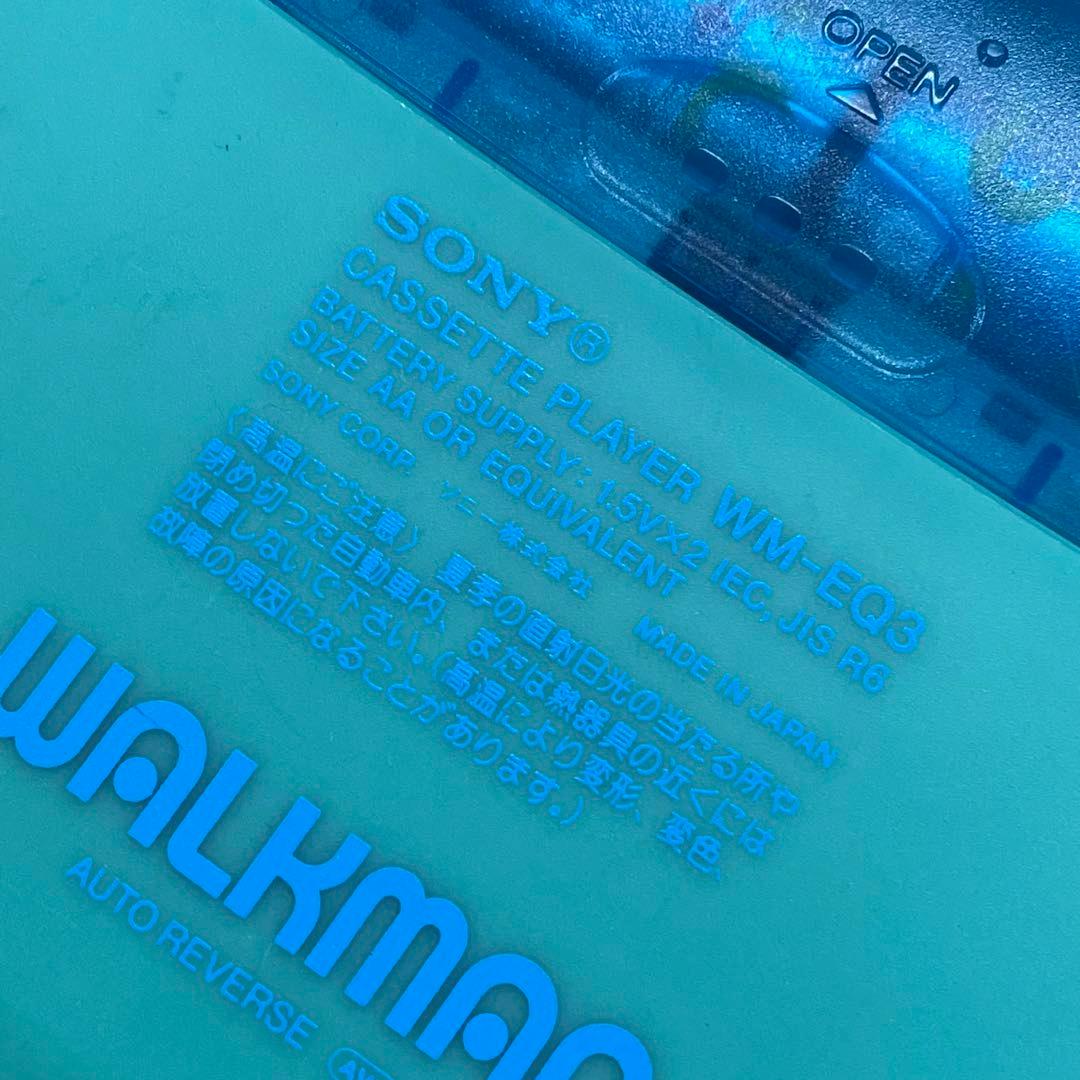 OPEN
SONY®
CASSETTE PLAYER WM-EQ3
BATTERY SUPPLY: 1.5V×2 IEC, JIS R6
SIZE AA OR EQUIVALENT
SONY CORP. ソニー株式会社 MADE IN JAPAN
〈高温にご注意〉 夏季の直射日光の当たる所や
閉め切った自動車内、または熱器具の近くには
放置しないで下さい。(高温により変形、変色、
故障の原因になることがあります。)
WALKMA
AUTO REVERSE